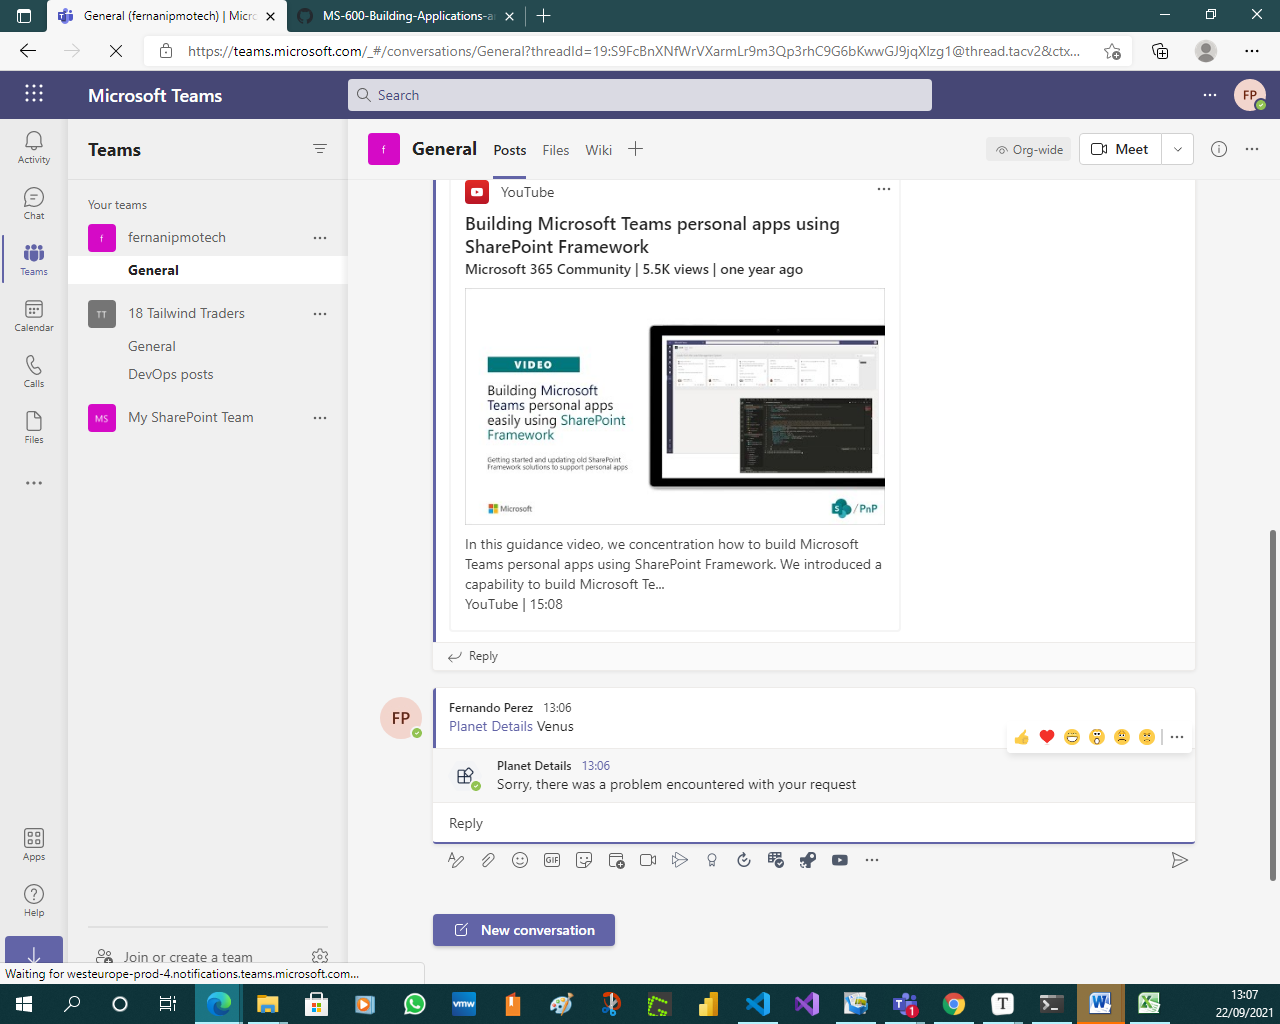 General (fernanipmotech) | Micro
MS-600-Building-Applications-a
https://teams.microsoft.com/_#/conversations/General?threadId=19:S9FcBnXNfWrVXarmLr9m3Qp3rhC9G6bKwwGJ9jqXlzg1@thread.tacv2&ctx...
Microsoft Teams
Search
FP
Activity
Chat
Teams
Calendar
Calls
Files
Apps
Help
Teams
Your teams
f
fernanipmotech
General
TT
18 Tailwind Traders
General
DevOps posts
MS
My SharePoint Team
Join or create a team
f
General
Posts
Files
Wiki
Org-wide
Meet
YouTube
Building Microsoft Teams personal apps using
SharePoint Framework
Microsoft 365 Community | 5.5K views | one year ago
VIDEO
Building Microsoft
Teams personal apps
easily using SharePoint
Framework
Getting started and updating old SharePoint
Framework solutions to support personal apps
Microsoft
S
/ PnP
In this guidance video, we concentration how to build Microsoft
Teams personal apps using SharePoint Framework. We introduced a
capability to build Microsoft Te...
YouTube | 15:08
Reply
FP
Fernando Perez 13:06
Planet Details Venus
Planet Details 13:06
Sorry, there was a problem encountered with your request
Reply
GIF
New conversation
Waiting for westeurope-prod-4.notifications.teams.microsoft.com...
vmw
T
1
13:07
22/09/2021